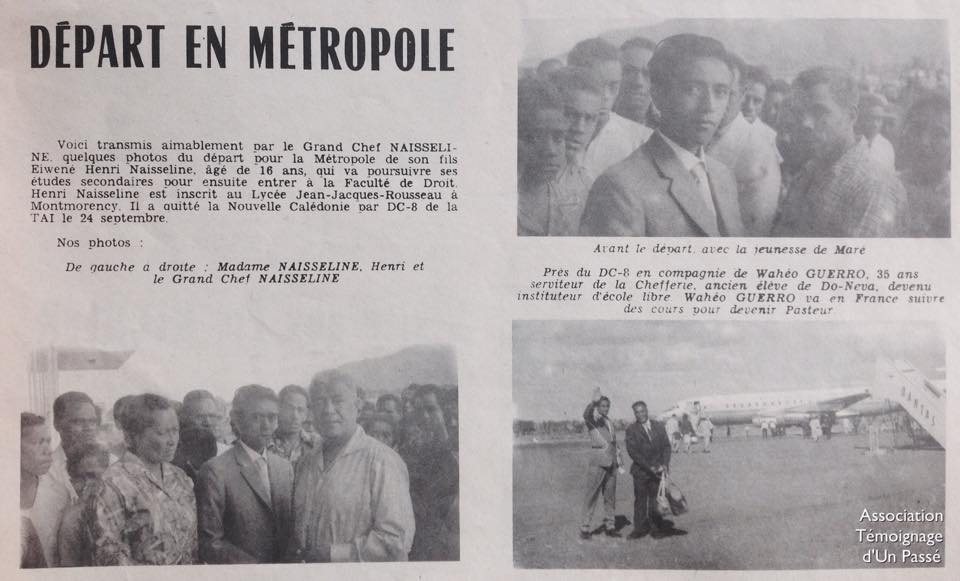 DÉPART EN MÉTROPOLE
Voici transmis aimablement par le Grand Chef NAISSELI-
NE, quelques photos du départ pour la Métropole de son fils
Eiwené Henri Naisseline, âgé de 16 ans, qui va poursuivre
ses études secondaires pour ensuite entrer à la Faculté de Droit.
Henri Naisseline est inscrit au Lycée Jean-Jacques-Rousseau à
Montmorency. Il a quitté la Nouvelle Calédonie par DC-8 de la
TAI le 24 septembre.
Nos photos :
De gauche a droite : Madame NAISSELINE, Henri et
le Grand Chef NAISSELINE
Avant le départ, avec la jeunesse de Maré
Près du DC-8 en compagnie de Wahéo GUERRO, 35 ans
serviteur de la Chefferie, ancien élève de Do-Neva, devenu
instituteur d'école libre Wahéo GUERRO va en France suivre
des cours pour devenir Pasteur
Association
Témoignage
d'Un Passé